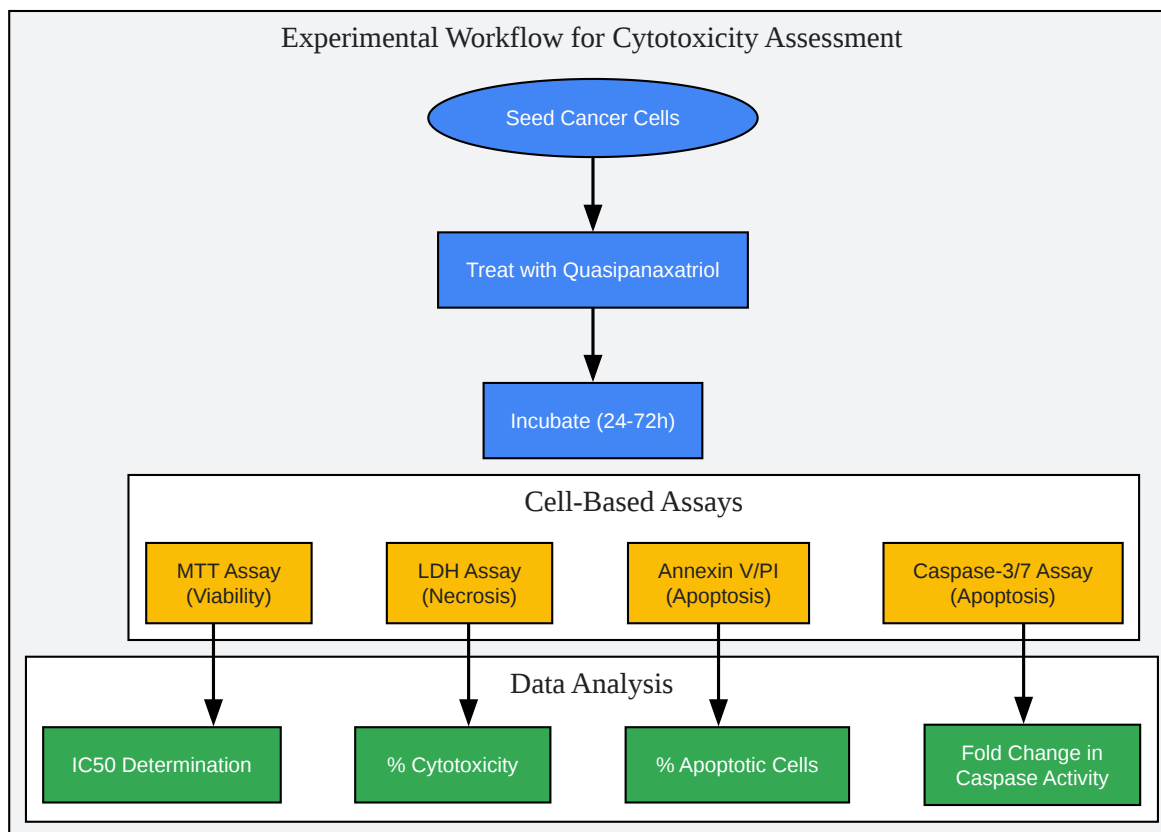 Experimental Workflow for Cytotoxicity Assessment
Seed Cancer Cells
Treat with Quasipanaxatriol
Incubate (24-72h)
Cell-Based Assays
MTT Assay
(Viability)
LDH Assay
(Necrosis)
Annexin V/PI
(Apoptosis)
Caspase-3/7 Assay
(Apoptosis)
Data Analysis
IC50 Determination
% Cytotoxicity
% Apoptotic Cells
Fold Change in
Caspase Activity